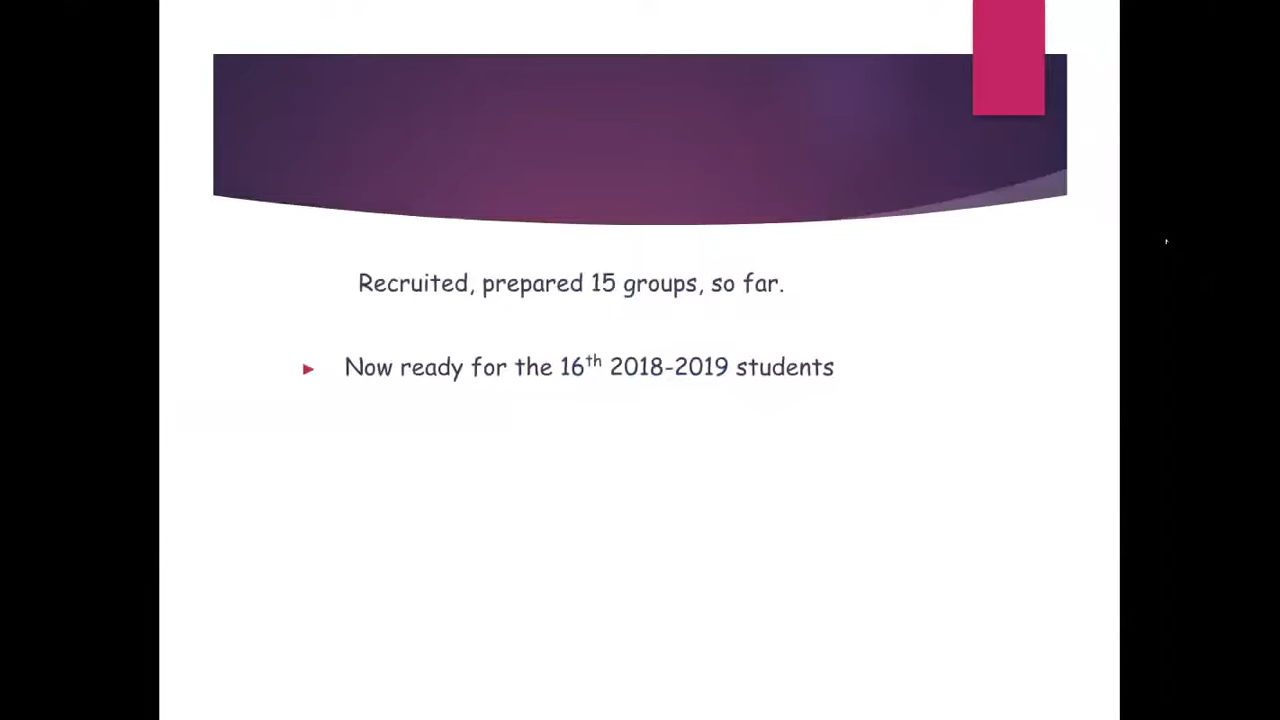 Recruited, prepared 15 groups, so far.
Now ready for the 16th 2018-2019 students